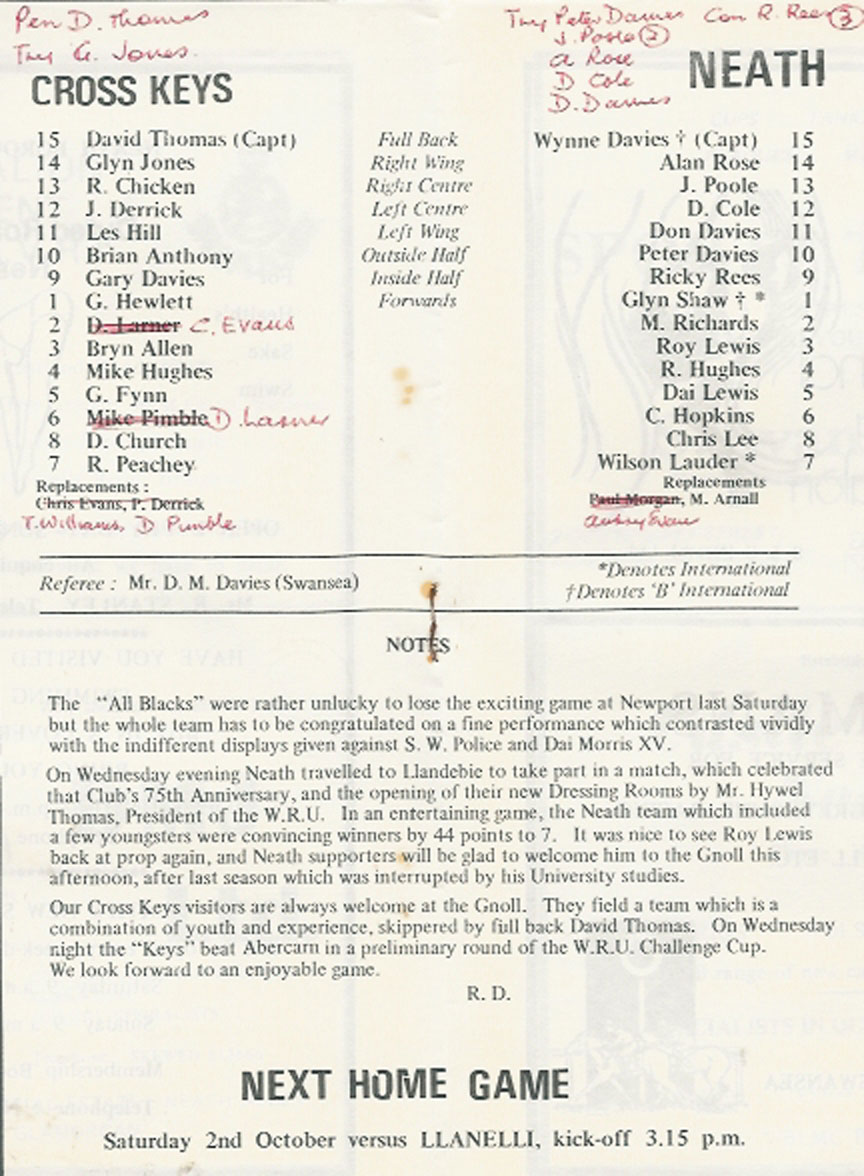 Pen D. Thomas
Try G. Jones.
Try Peter Davies Con R. Rees (3)
J. Poole (2)
A Rose
D Cole
D. Davies
CROSS KEYS
NEATH
15 David Thomas (Capt) Full Back Wynne Davies † (Capt) 15
14 Glyn Jones Right Wing Alan Rose 14
13 R. Chicken Right Centre J. Poole 13
12 J. Derrick Left Centre D. Cole 12
11 Les Hill Left Wing Don Davies 11
10 Brian Anthony Outside Half Peter Davies 10
9 Gary Davies Inside Half Ricky Rees 9
1 G. Hewlett Forwards Glyn Shaw † * 1
2 D. Larner C. Evans M. Richards 2
3 Bryn Allen Roy Lewis 3
4 Mike Hughes R. Hughes 4
5 G. Fynn Dai Lewis 5
6 Mike Pimble D. Larner C. Hopkins 6
8 D. Church Chris Lee 8
7 R. Peachey Wilson Lauder * 7
Replacements : Replacements
Chris Evans, P. Derrick Paul Morgan, M. Arnall
T. Williams, D Pimble
Referee : Mr. D. M. Davies (Swansea)
*Denotes International
†Denotes 'B' International
NOTES
The "All Blacks" were rather unlucky to lose the exciting game at Newport last Saturday
but the whole team has to be congratulated on a fine performance which contrasted vividly
with the indifferent displays given against S. W. Police and Dai Morris XV.
On Wednesday evening Neath travelled to Llandebie to take part in a match, which celebrated
that Club's 75th Anniversary, and the opening of their new Dressing Rooms by Mr. Hywel
Thomas, President of the W.R.U. In an entertaining game, the Neath team which included
a few youngsters were convincing winners by 44 points to 7. It was nice to see Roy Lewis
back at prop again, and Neath supporters will be glad to welcome him to the Gnoll this
afternoon, after last season which was interrupted by his University studies.
Our Cross Keys visitors are always welcome at the Gnoll. They field a team which is a
combination of youth and experience, skippered by full back David Thomas. On Wednesday
night the "Keys" beat Abercarn in a preliminary round of the W.R.U. Challenge Cup.
We look forward to an enjoyable game.
R. D.
NEXT HOME GAME
Saturday 2nd October versus LLANELLI, kick-off 3.15 p.m.